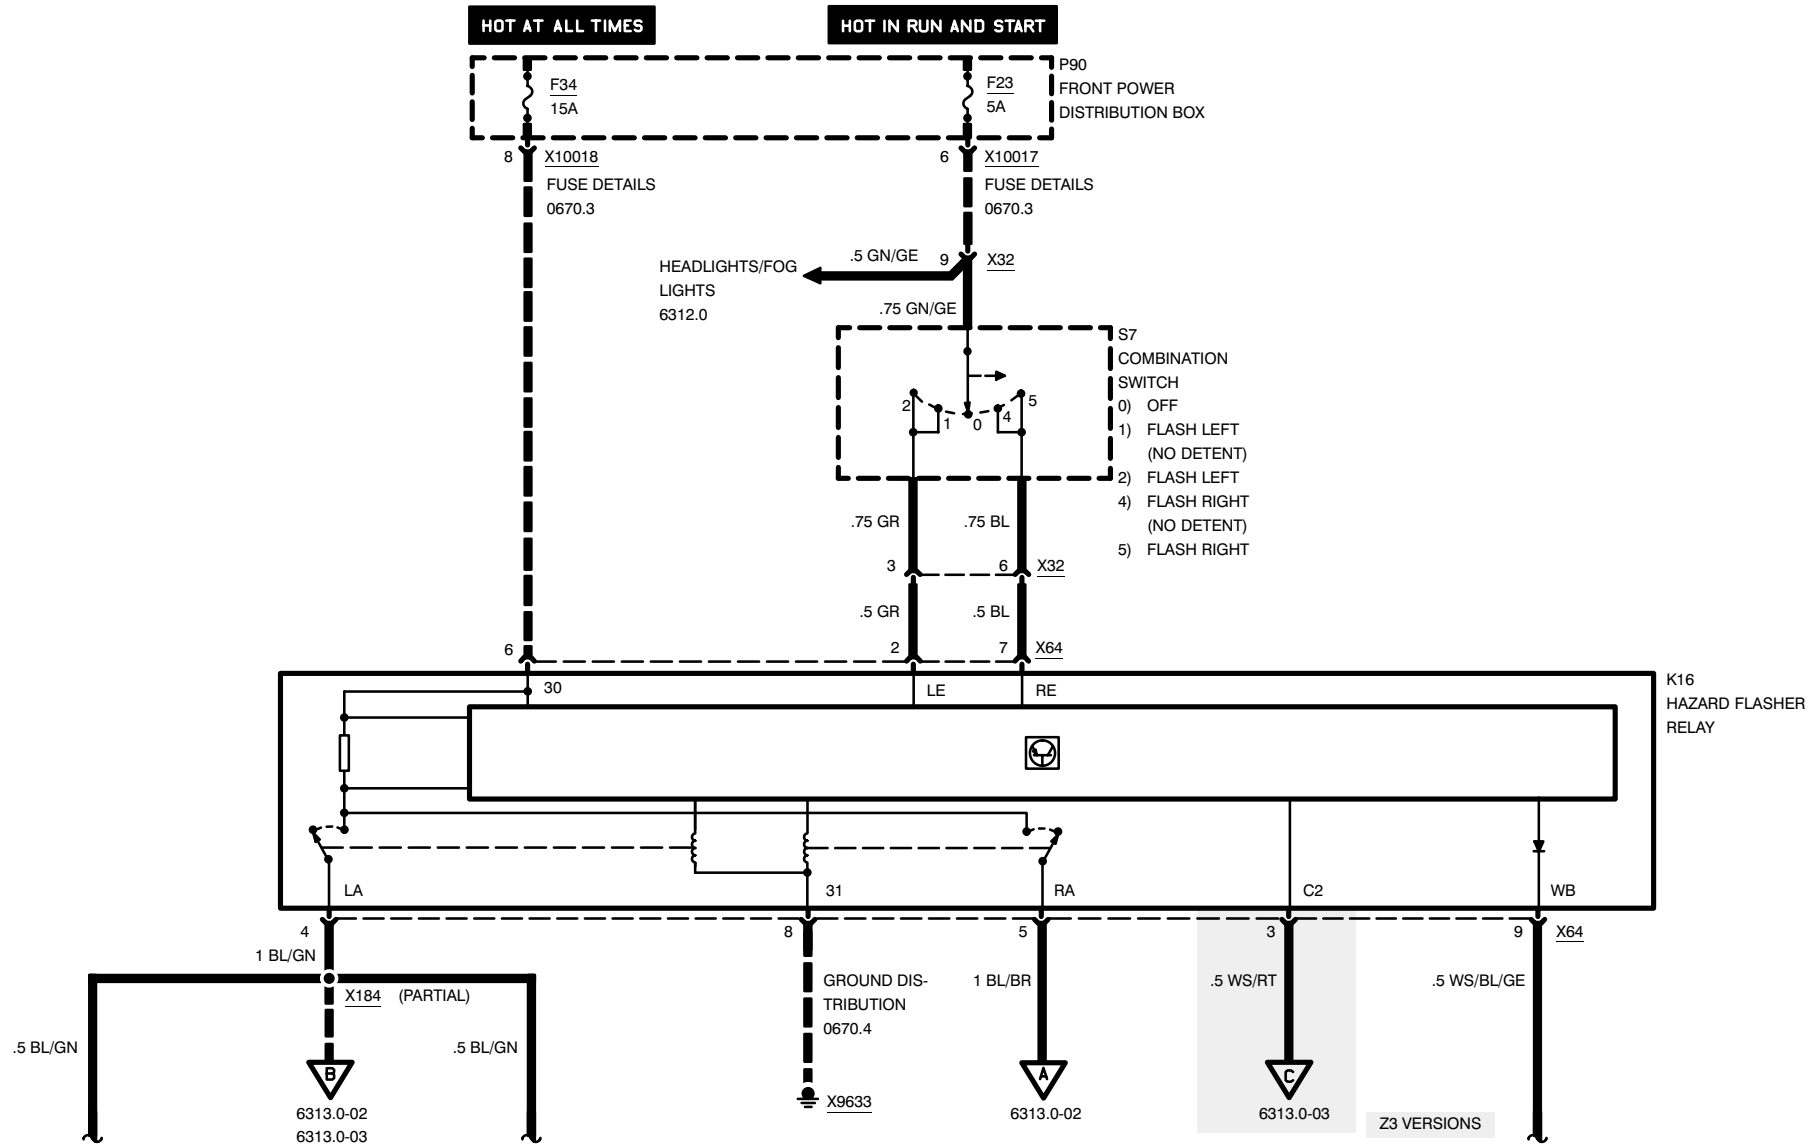 HOT AT ALL TIMES
HOT IN RUN AND START
F34
15A
F23
5A
P90
FRONT POWER
DISTRIBUTION BOX
8
X10018
FUSE DETAILS
0670.3
6
X10017
FUSE DETAILS
0670.3
HEADLIGHTS/FOG
LIGHTS
6312.0
.5 GN/GE
9
X32
.75 GN/GE
S7
COMBINATION
SWITCH
0) OFF
1) FLASH LEFT
(NO DETENT)
2) FLASH LEFT
4) FLASH RIGHT
(NO DETENT)
5) FLASH RIGHT
2
1
0
4
5
.75 GR
.75 BL
3
6
X32
.5 GR
.5 BL
6
2
7
X64
K16
HAZARD FLASHER
RELAY
30
LE
RE
LA
31
RA
C2
WB
4
8
5
3
9
X64
1 BL/GN
X184 (PARTIAL)
GROUND DIS-
TRIBUTION
0670.4
1 BL/BR
.5 WS/RT
.5 WS/BL/GE
.5 BL/GN
.5 BL/GN
B
6313.0-02
6313.0-03
X9633
A
6313.0-02
C
6313.0-03
Z3 VERSIONS